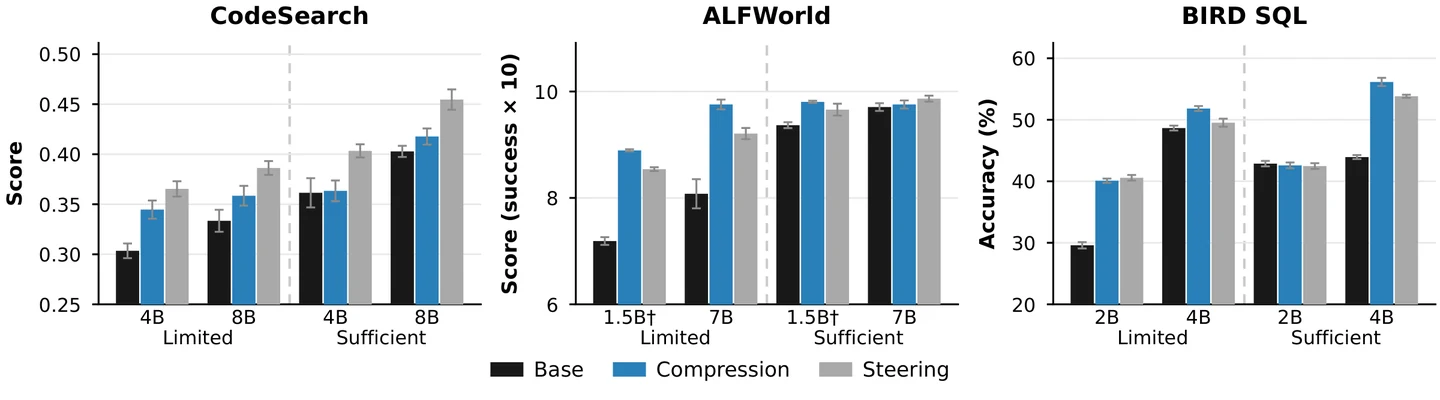 CodeSearch
ALFWorld
BIRD SQL
Score
0.50
0.45
0.40
0.35
0.30
0.25
4B 8B 4B 8B
Limited Sufficient
Score (success × 10)
10
8
6
1.5B† 7B 1.5B† 7B
Limited Sufficient
Accuracy (%)
60
50
40
30
20
2B 4B 2B 4B
Limited Sufficient
Base Compression Steering